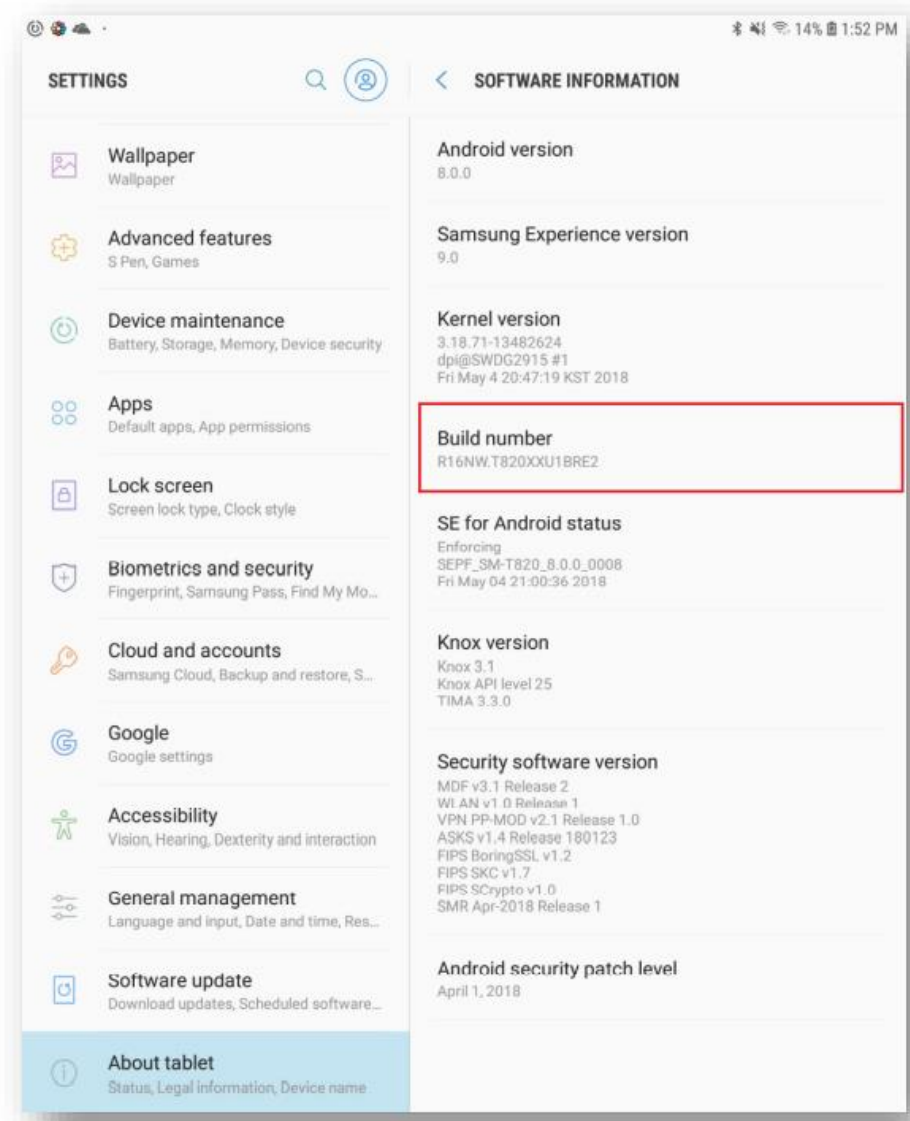 14% 1:52 PM
SETTINGS
Wallpaper
Wallpaper
Advanced features
S Pen, Games
Device maintenance
Battery, Storage, Memory, Device security
Apps
Default apps, App permissions
Lock screen
Screen lock type, Clock style
Biometrics and security
Fingerprint, Samsung Pass, Find My Mo...
Cloud and accounts
Samsung Cloud, Backup and restore, S...
Google
Google settings
Accessibility
Vision, Hearing, Dexterity and interaction
General management
Language and input, Date and time, Res...
Software update
Download updates, Scheduled software...
About tablet
Status, Legal information, Device name
SOFTWARE INFORMATION
Android version
8.0.0
Samsung Experience version
9.0
Kernel version
3.18.71-13482624
dpi@SWDG2915 #1
Fri May 4 20:47:19 KST 2018
Build number
R16NW.T820XXU1BRE2
SE for Android status
Enforcing
SEPF_SM-T820_8.0.0_0008
Fri May 04 21:00:36 2018
Knox version
Knox 3.1
Knox API level 25
TIMA 3.3.0
Security software version
MDF v3.1 Release 2
WLAN v1.0 Release 1
VPN PP-MOD v2.1 Release 1.0
ASKS v1.4 Release 180123
FIPS BoringSSL v1.2
FIPS SKC v1.7
FIPS SCrypto v1.0
SMR Apr-2018 Release 1
Android security patch level
April 1, 2018